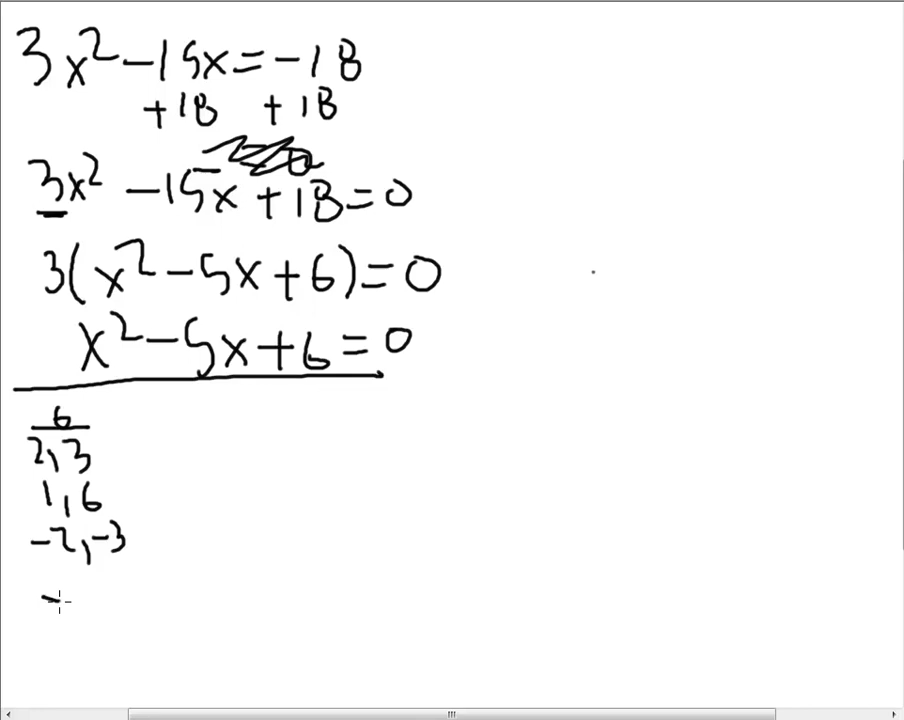 3x² -15x = -18
+18 +18
3x² -15x +18 = 0
3(x² -5x +6) = 0
x² -5x +6 = 0
6
2,3
1,6
-2,-3
-